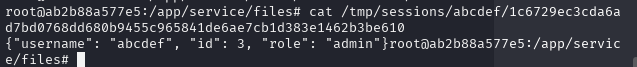 root@ab2b88a577e5:/app/service/files# cat /tmp/sessions/abcdef/1c6729ec3cda6a
d7bd0768dd680b9455c965841de6ae7cb1d383e1462b3be610
{"username": "abcdef", "id": 3, "role": "admin"}root@ab2b88a577e5:/app/servic
e/files#